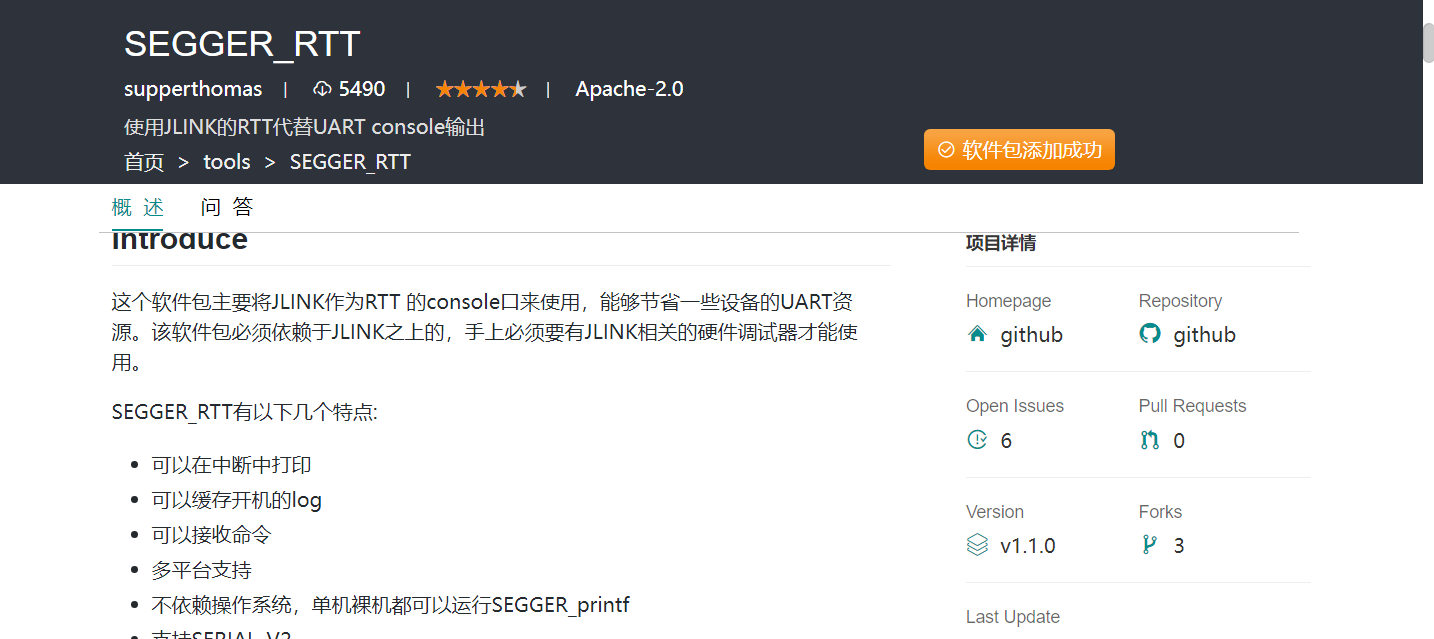 SEGGER_RTT
supperthomas | 5490 | Apache-2.0
使用JLINK的RTT代替UART console输出
软件包添加成功
首页 > tools > SEGGER_RTT
概 述 问 答
Introduce
这个软件包主要将JLINK作为RTT 的console口来使用，能够节省一些设备的UART资
源。该软件包必须依赖于JLINK之上的，手上必须要有JLINK相关的硬件调试器才能使
用。
SEGGER_RTT有以下几个特点:
可以在中断中打印
可以缓存开机的log
可以接收命令
多平台支持
不依赖操作系统，单机裸机都可以运行SEGGER_printf
支持SERIAL_V2
项目详情
Homepage Repository
github github
Open Issues Pull Requests
6 0
Version Forks
v1.1.0 3
Last Update